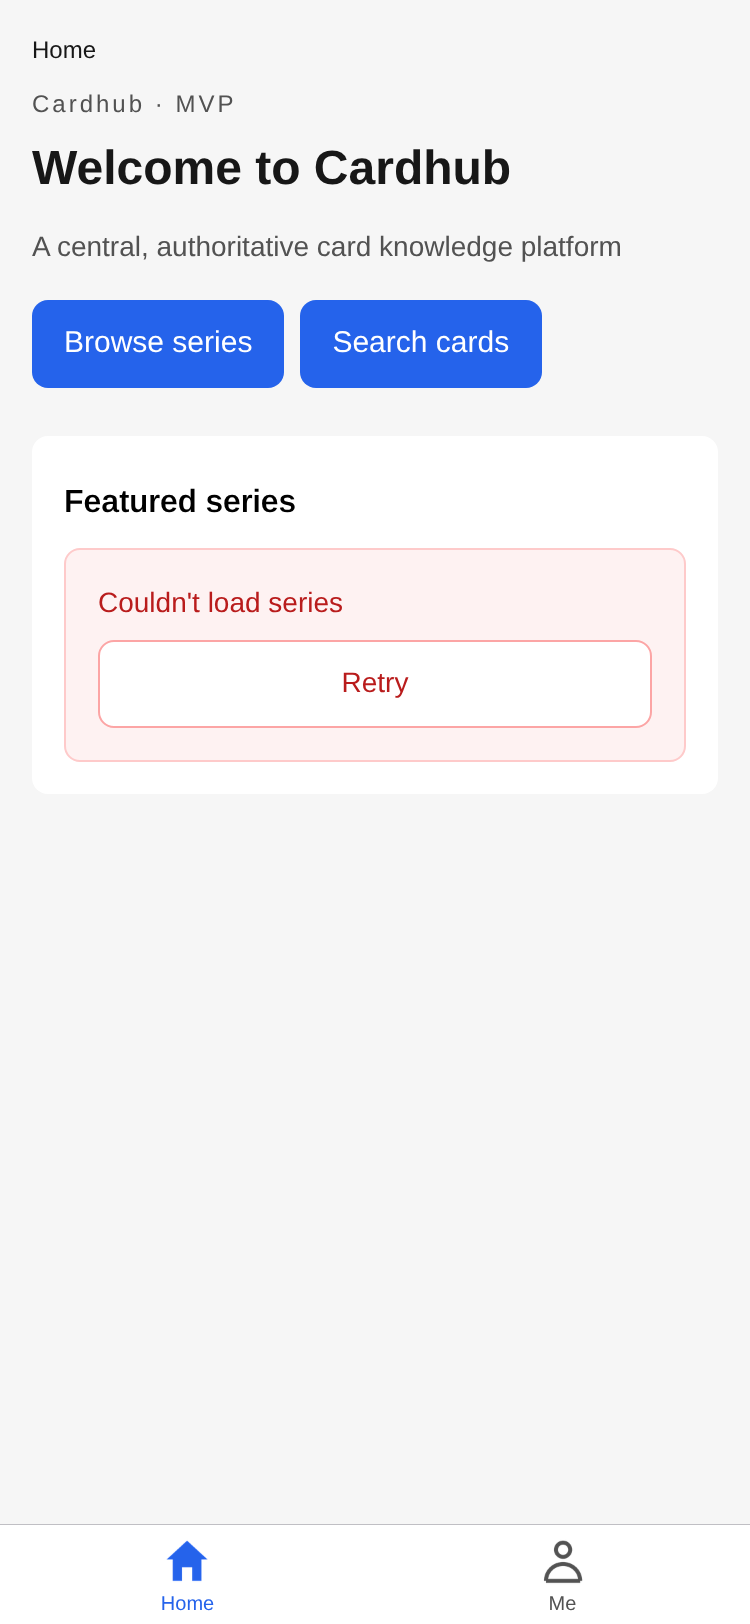 Home
Cardhub · MVP
Welcome to Cardhub
A central, authoritative card knowledge platform
Browse series
Search cards
Featured series
Couldn't load series
Retry
Home
Me